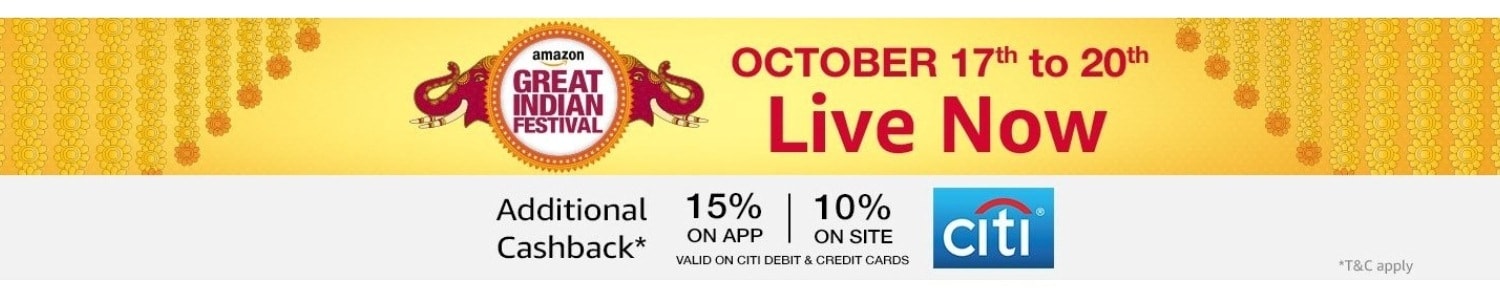 amazon
GREAT
INDIAN
FESTIVAL
OCTOBER 17th to 20th
Live Now
Additional
Cashback*
15%
ON APP
10%
ON SITE
VALID ON CITI DEBIT & CREDIT CARDS
citi®
*T&C apply